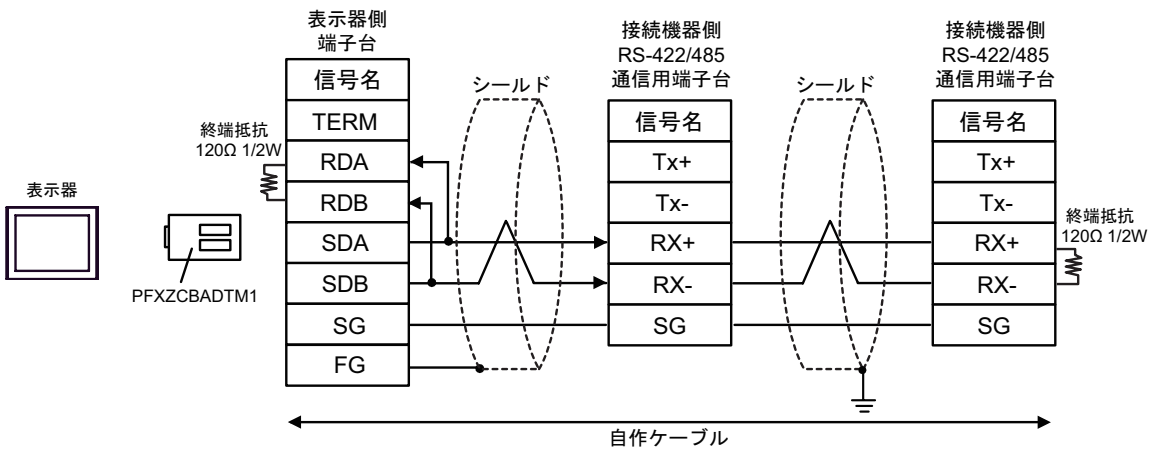 表示器
PFXZCBADTM1
終端抵抗
120Ω 1/2W
表示器側
端子台
信号名
TERM
RDA
RDB
SDA
SDB
SG
FG
シールド
接続機器側
RS-422/485
通信用端子台
信号名
Tx+
Tx-
RX+
RX-
SG
シールド
接続機器側
RS-422/485
通信用端子台
信号名
Tx+
Tx-
RX+
RX-
SG
終端抵抗
120Ω 1/2W
自作ケーブル